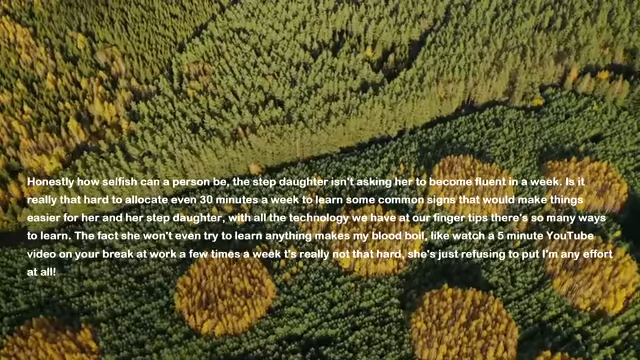 Honestly how selfish can a person be, the step daughter isn't asking her to become fluent in a week. Is it
really that hard to allocate even 30 minutes a week to learn some common signs that would make things
easier for her and her step daughter, with all the technology we have at our finger tips there's so many ways
to learn. The fact she won't even try to learn anything makes my blood boil, like watch a 5 minute YouTube
video on your break at work a few times a week t's really not that hard, she's just refusing to put I'm any effort
at all!